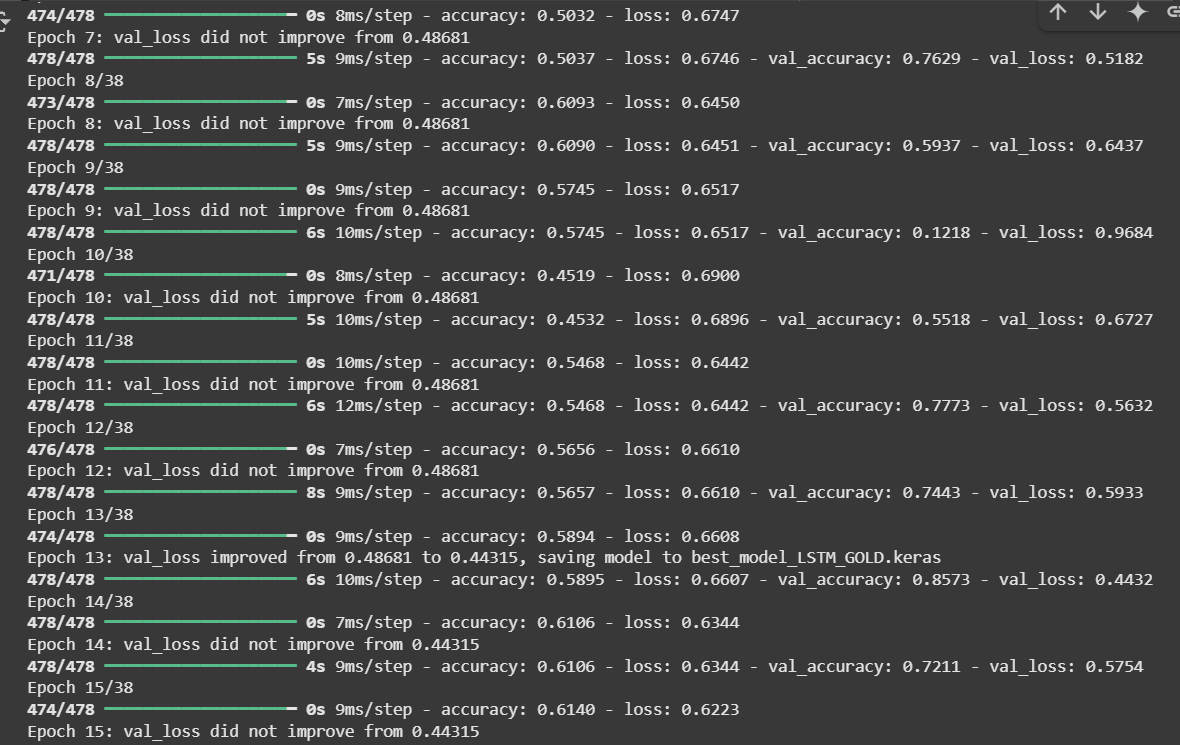 474/478 ━━━━━━━━━━━━━━━━━━━━ 0s 8ms/step - accuracy: 0.5032 - loss: 0.6747
Epoch 7: val_loss did not improve from 0.48681
478/478 ━━━━━━━━━━━━━━━━━━━━ 5s 9ms/step - accuracy: 0.5037 - loss: 0.6746 - val_accuracy: 0.7629 - val_loss: 0.5182
Epoch 8/38
473/478 ━━━━━━━━━━━━━━━━━━━━ 0s 7ms/step - accuracy: 0.6093 - loss: 0.6450
Epoch 8: val_loss did not improve from 0.48681
478/478 ━━━━━━━━━━━━━━━━━━━━ 5s 9ms/step - accuracy: 0.6090 - loss: 0.6451 - val_accuracy: 0.5937 - val_loss: 0.6437
Epoch 9/38
478/478 ━━━━━━━━━━━━━━━━━━━━ 0s 9ms/step - accuracy: 0.5745 - loss: 0.6517
Epoch 9: val_loss did not improve from 0.48681
478/478 ━━━━━━━━━━━━━━━━━━━━ 6s 10ms/step - accuracy: 0.5745 - loss: 0.6517 - val_accuracy: 0.1218 - val_loss: 0.9684
Epoch 10/38
471/478 ━━━━━━━━━━━━━━━━━━━━ 0s 8ms/step - accuracy: 0.4519 - loss: 0.6900
Epoch 10: val_loss did not improve from 0.48681
478/478 ━━━━━━━━━━━━━━━━━━━━ 5s 10ms/step - accuracy: 0.4532 - loss: 0.6896 - val_accuracy: 0.5518 - val_loss: 0.6727
Epoch 11/38
478/478 ━━━━━━━━━━━━━━━━━━━━ 0s 10ms/step - accuracy: 0.5468 - loss: 0.6442
Epoch 11: val_loss did not improve from 0.48681
478/478 ━━━━━━━━━━━━━━━━━━━━ 6s 12ms/step - accuracy: 0.5468 - loss: 0.6442 - val_accuracy: 0.7773 - val_loss: 0.5632
Epoch 12/38
476/478 ━━━━━━━━━━━━━━━━━━━━ 0s 7ms/step - accuracy: 0.5656 - loss: 0.6610
Epoch 12: val_loss did not improve from 0.48681
478/478 ━━━━━━━━━━━━━━━━━━━━ 8s 9ms/step - accuracy: 0.5657 - loss: 0.6610 - val_accuracy: 0.7443 - val_loss: 0.5933
Epoch 13/38
474/478 ━━━━━━━━━━━━━━━━━━━━ 0s 9ms/step - accuracy: 0.5894 - loss: 0.6608
Epoch 13: val_loss improved from 0.48681 to 0.44315, saving model to best_model_LSTM_GOLD.keras
478/478 ━━━━━━━━━━━━━━━━━━━━ 6s 10ms/step - accuracy: 0.5895 - loss: 0.6607 - val_accuracy: 0.8573 - val_loss: 0.4432
Epoch 14/38
478/478 ━━━━━━━━━━━━━━━━━━━━ 0s 7ms/step - accuracy: 0.6106 - loss: 0.6344
Epoch 14: val_loss did not improve from 0.44315
478/478 ━━━━━━━━━━━━━━━━━━━━ 4s 9ms/step - accuracy: 0.6106 - loss: 0.6344 - val_accuracy: 0.7211 - val_loss: 0.5754
Epoch 15/38
474/478 ━━━━━━━━━━━━━━━━━━━━ 0s 9ms/step - accuracy: 0.6140 - loss: 0.6223
Epoch 15: val_loss did not improve from 0.44315